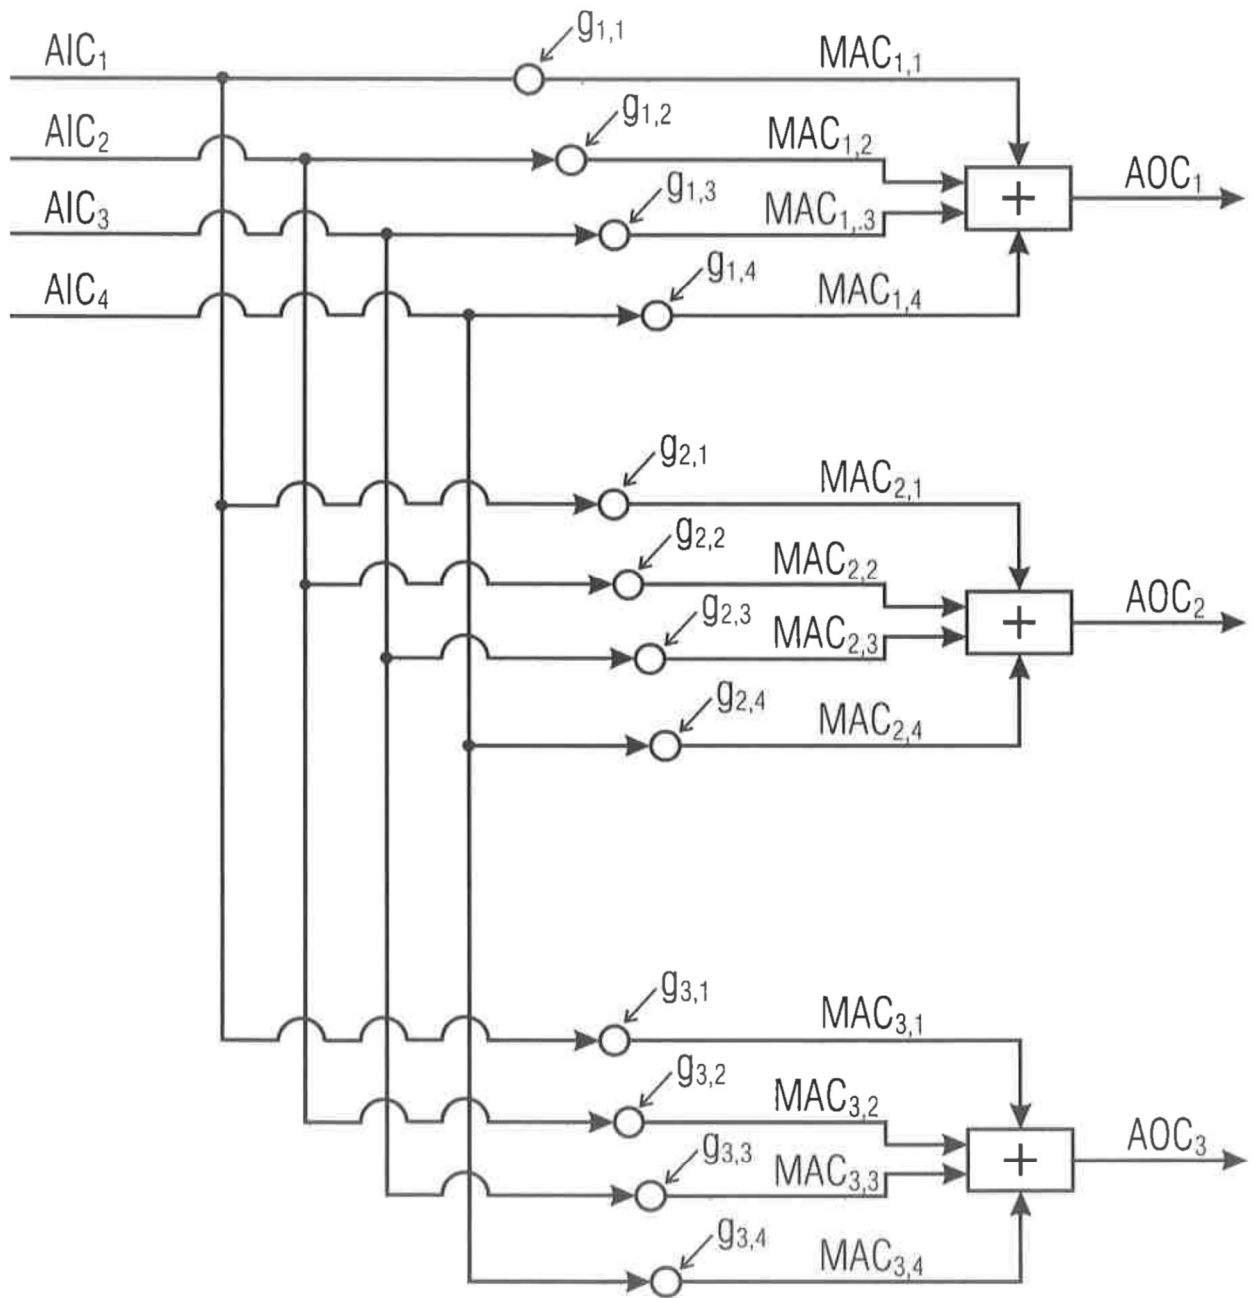 g1,1
AIC1
MAC1,1
g1,2
AIC2
MAC1,2
g1,3
AOC1
AIC3
MAC1,.3
+
g1,4
AIC4
MAC1,4
g2,1
MAC2,1
g2,2
MAC2,2
AOC2
g2,3
+
MAC2,3
g2,4
MAC2,4
g3,1
MAC3,1
g3,2
MAC3,2
AOC3
g3,3
+
MAC3,3
g3,4
MAC3,4